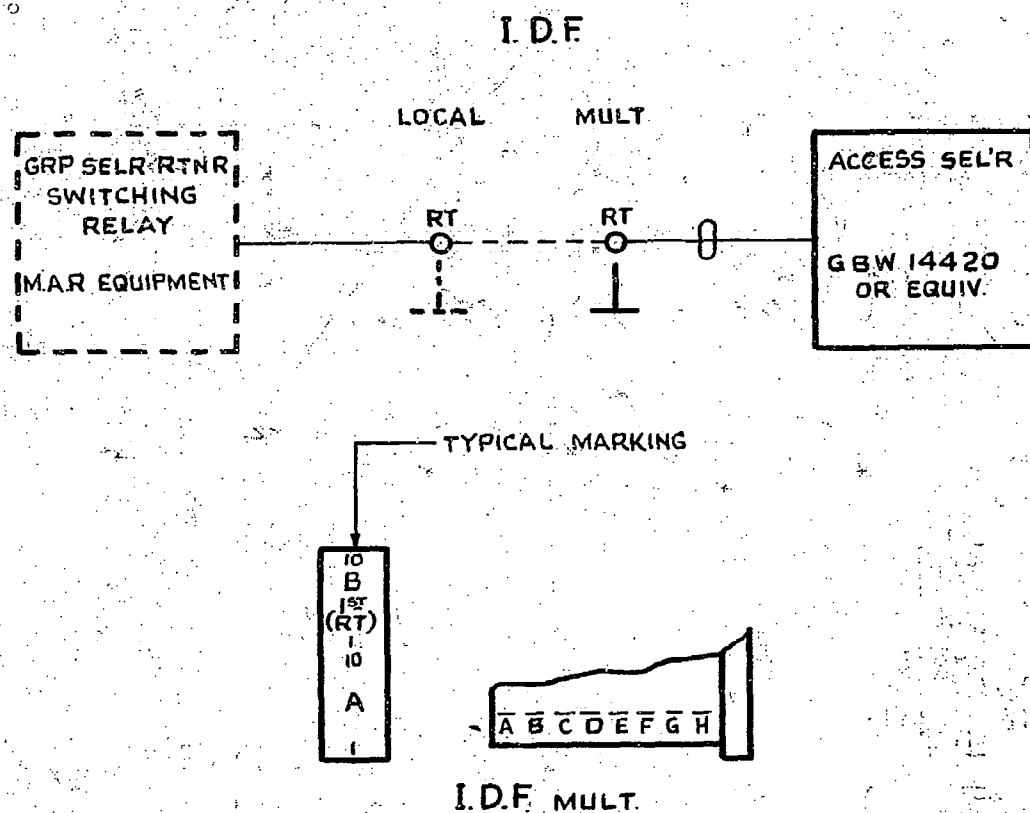 I.D.F.
LOCAL MULT
GRP SELR RTNR
SWITCHING
RELAY
M.A.R EQUIPMENT
RT RT
ACCESS SEL'R
GBW 14420
OR EQUIV.
TYPICAL MARKING
10
B
1ST
(RT)
1
10
A
1
A B C D E F G H
I.D.F. MULT.